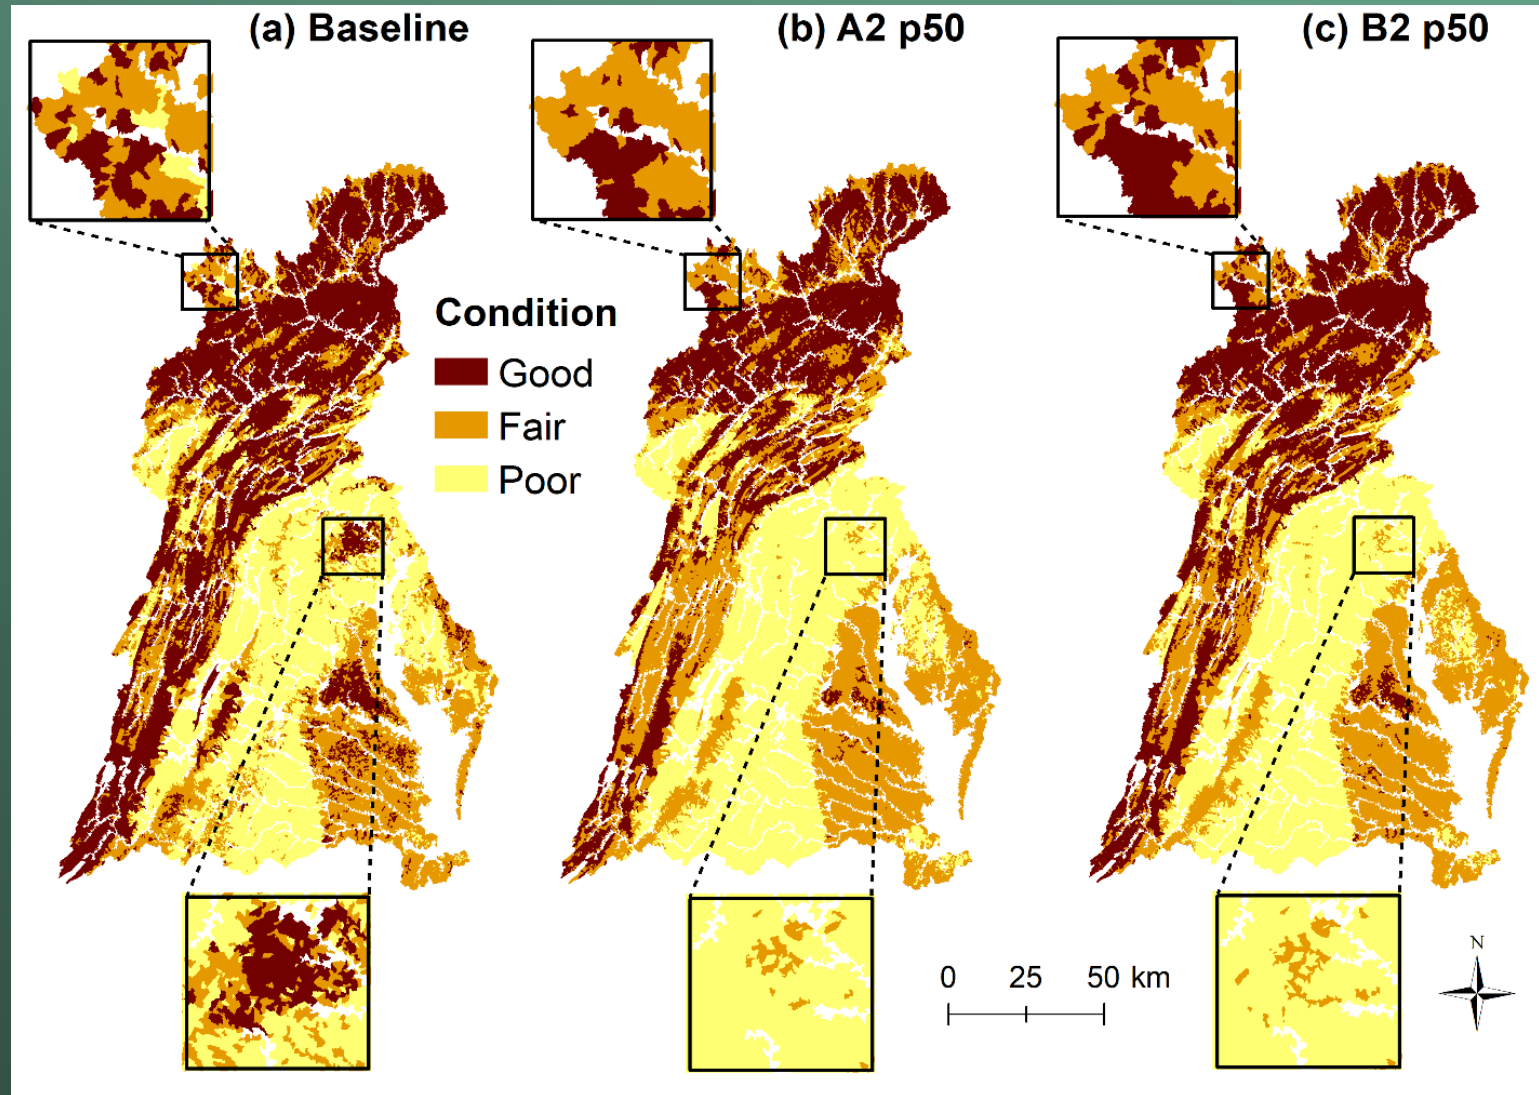 (a) Baseline
(b) A2 p50
(c) B2 p50
Condition
Good
Fair
Poor
0 25 50 km
N